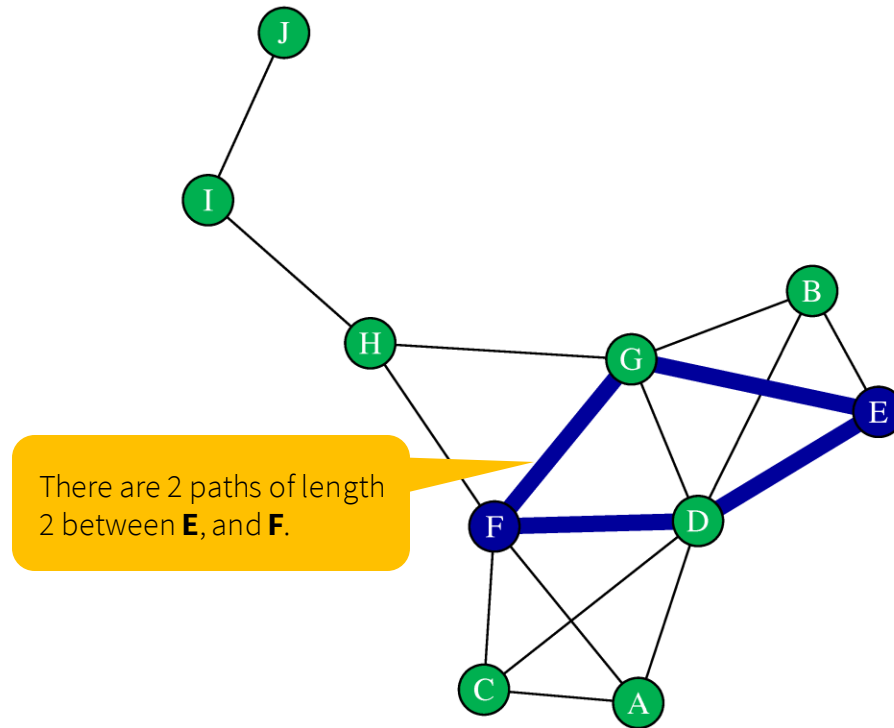 J
I
B
H
G
E
There are 2 paths of length
2 between E, and F.
F
D
C
A